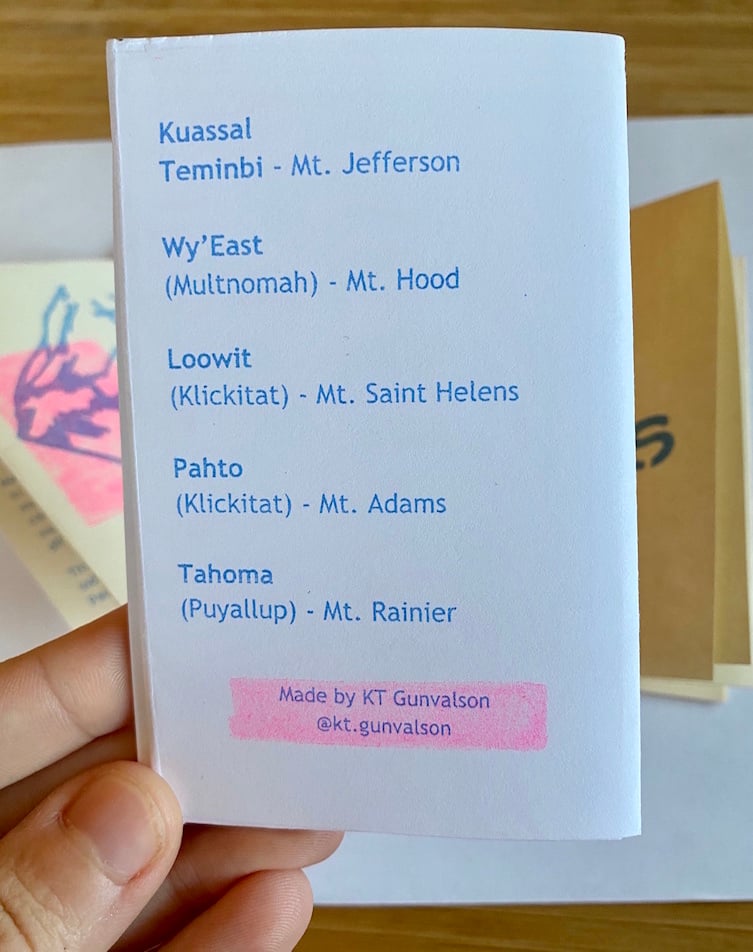 Kuassal
Teminbi - Mt. Jefferson
Wy'East
(Multnomah) - Mt. Hood
Loowit
(Klickitat) - Mt. Saint Helens
Pahto
(Klickitat) - Mt. Adams
Tahoma
(Puyallup) - Mt. Rainier
Made by KT Gunvalson
@kt.gunvalson